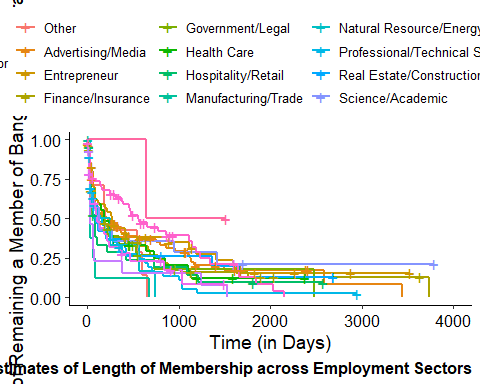 Other
Government/Legal
Natural Resource/Energy
Advertising/Media
Health Care
Professional/Technical S
or
Entrepreneur
Hospitality/Retail
Real Estate/Construction
Finance/Insurance
Manufacturing/Trade
Science/Academic
of Remaining a Member of Bang
1.00
0.75
0.50
0.25
0.00
0
1000
2000
3000
4000
Time (in Days)
stimates of Length of Membership across Employment Sectors